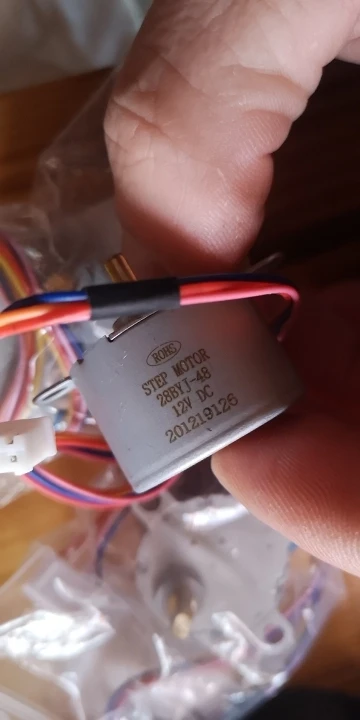 ROHS
STEP MOTOR
28BYJ-48
12V DC
201219126